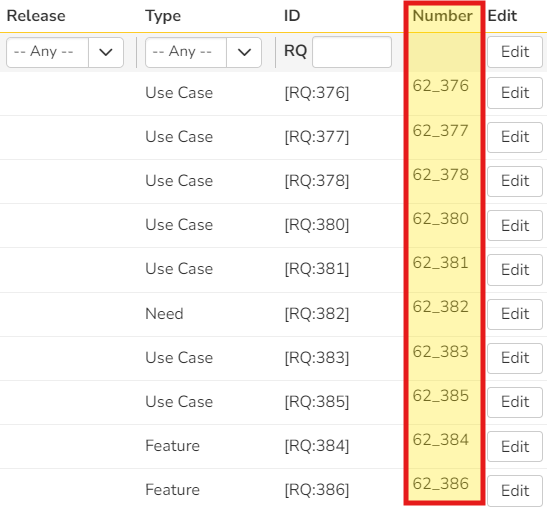 Release Type ID Number Edit
-- Any -- -- Any -- RQ Edit
Use Case [RQ:376] 62_376 Edit
Use Case [RQ:377] 62_377 Edit
Use Case [RQ:378] 62_378 Edit
Use Case [RQ:380] 62_380 Edit
Use Case [RQ:381] 62_381 Edit
Need [RQ:382] 62_382 Edit
Use Case [RQ:383] 62_383 Edit
Use Case [RQ:385] 62_385 Edit
Feature [RQ:384] 62_384 Edit
Feature [RQ:386] 62_386 Edit